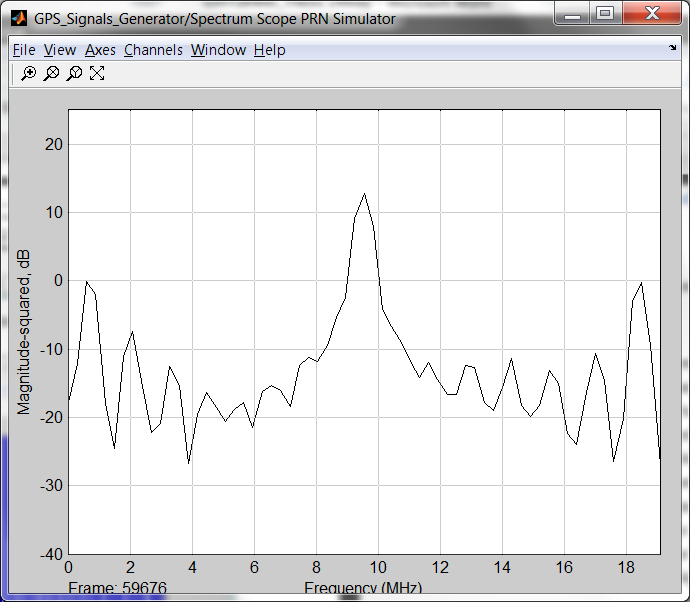 GPS_Signals_Generator/Spectrum Scope PRN Simulator
File View Axes Channels Window Help
20
10
0
-10
-20
-30
-40
Magnitude-squared, dB
0 2 4 6 8 10 12 14 16 18
Frame: 59676 Frequency (MHz)